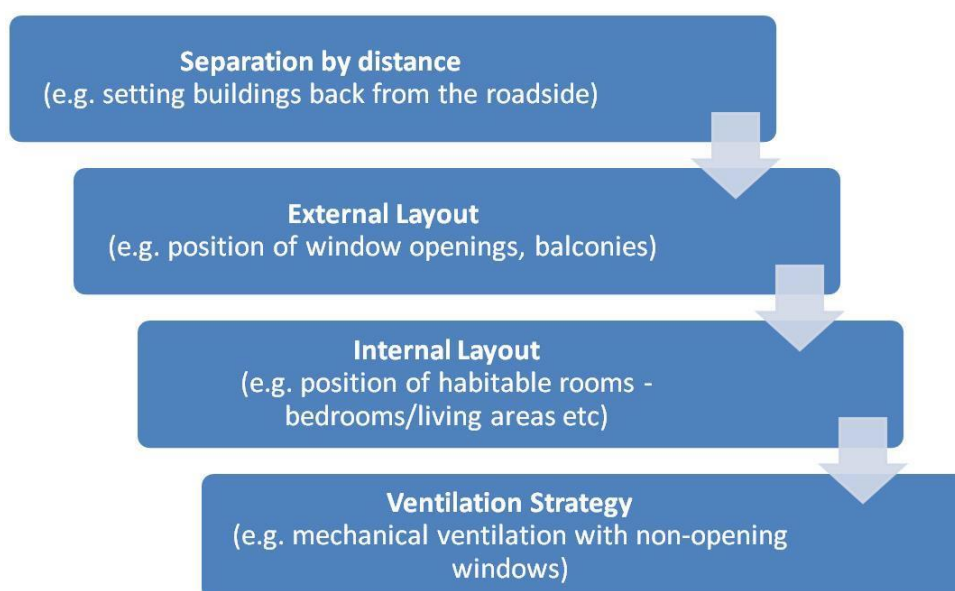 Separation by distance
(e.g. setting buildings back from the roadside)
External Layout
(e.g. position of window openings, balconies)
Internal Layout
(e.g. position of habitable rooms -
bedrooms/living areas etc)
Ventilation Strategy
(e.g. mechanical ventilation with non-opening
windows)